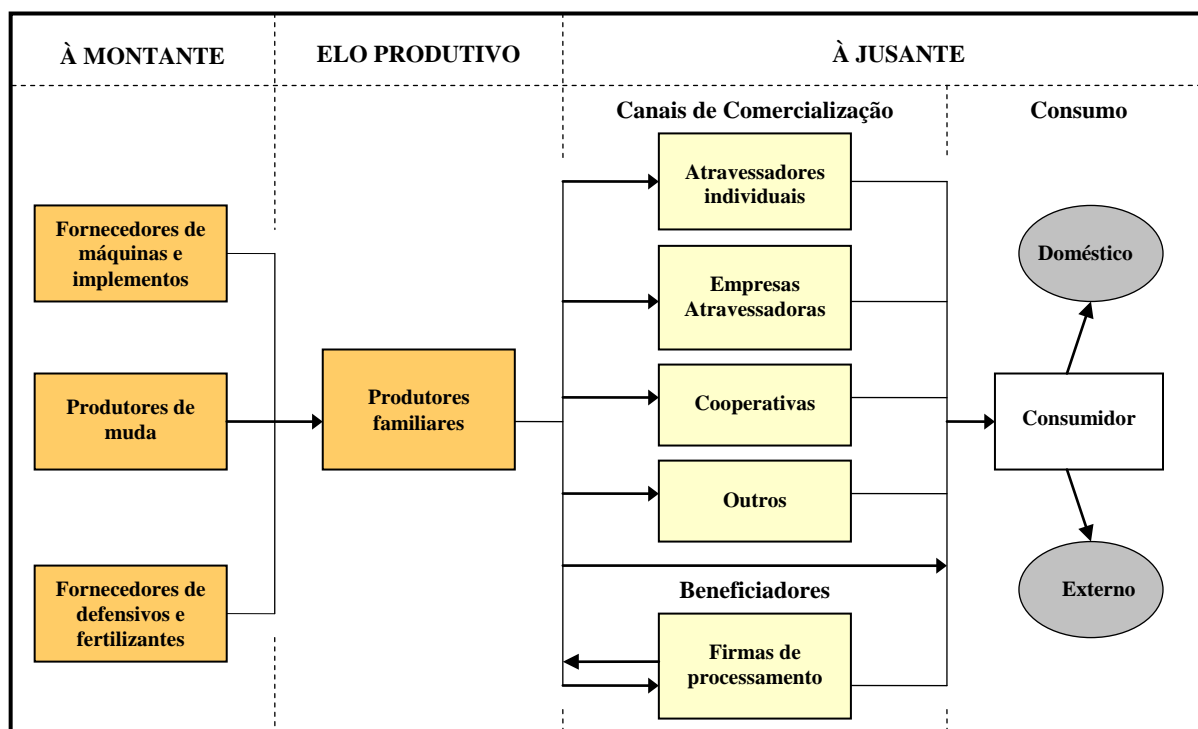 À MONTANTE
ELO PRODUTIVO
À JUSANTE
Canais de Comercialização
Consumo
Fornecedores de
máquinas e
implementos
Produtores de
muda
Fornecedores de
defensivos e
fertilizantes
Produtores
familiares
Atravessadores
individuais
Empresas
Atravessadoras
Cooperativas
Outros
Beneficiadores
Firmas de
processamento
Doméstico
Consumidor
Externo